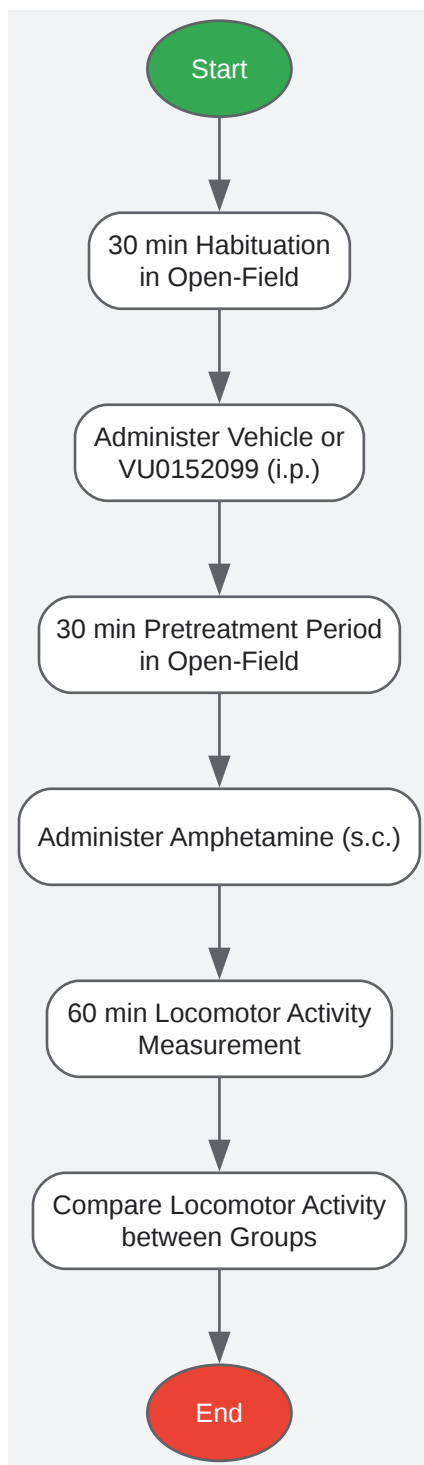 Start
30 min Habituation
in Open-Field
Administer Vehicle or
VU0152099 (i.p.)
30 min Pretreatment Period
in Open-Field
Administer Amphetamine (s.c.)
60 min Locomotor Activity
Measurement
Compare Locomotor Activity
between Groups
End